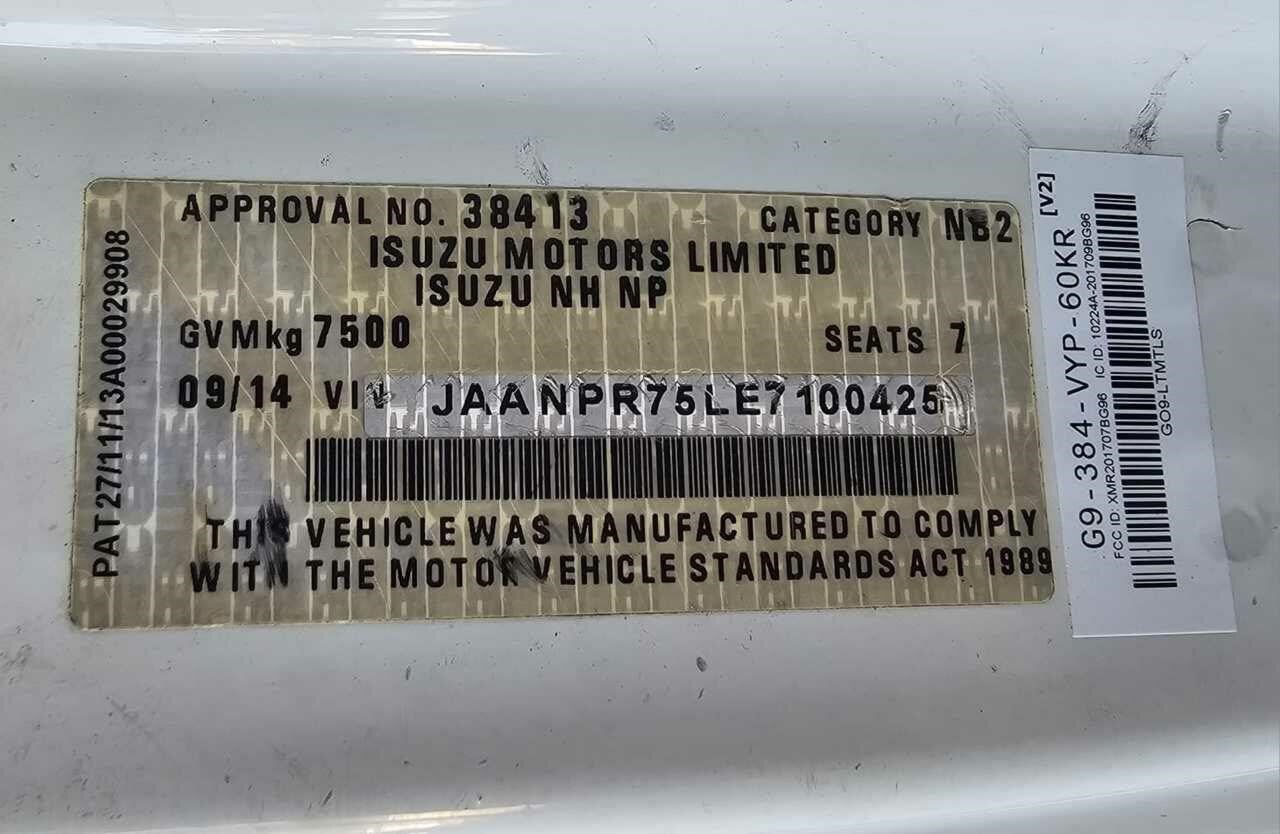 APPROVAL NO. 38413 CATEGORY NB2
ISUZU MOTORS LIMITED
ISUZU NH NP
GVMkg 7500 SEATS 7
09/14 VIN JAANPR75LE7100425
THIS VEHICLE WAS MANUFACTURED TO COMPLY
WITH THE MOTOR VEHICLE STANDARDS ACT 1989
PAT27/11/13A00029908
G9-384-VYP-60KR [V2]
FCC ID: XMR201707BG96 IC ID: 10224A-201709BG96
GO9-LTMTLS